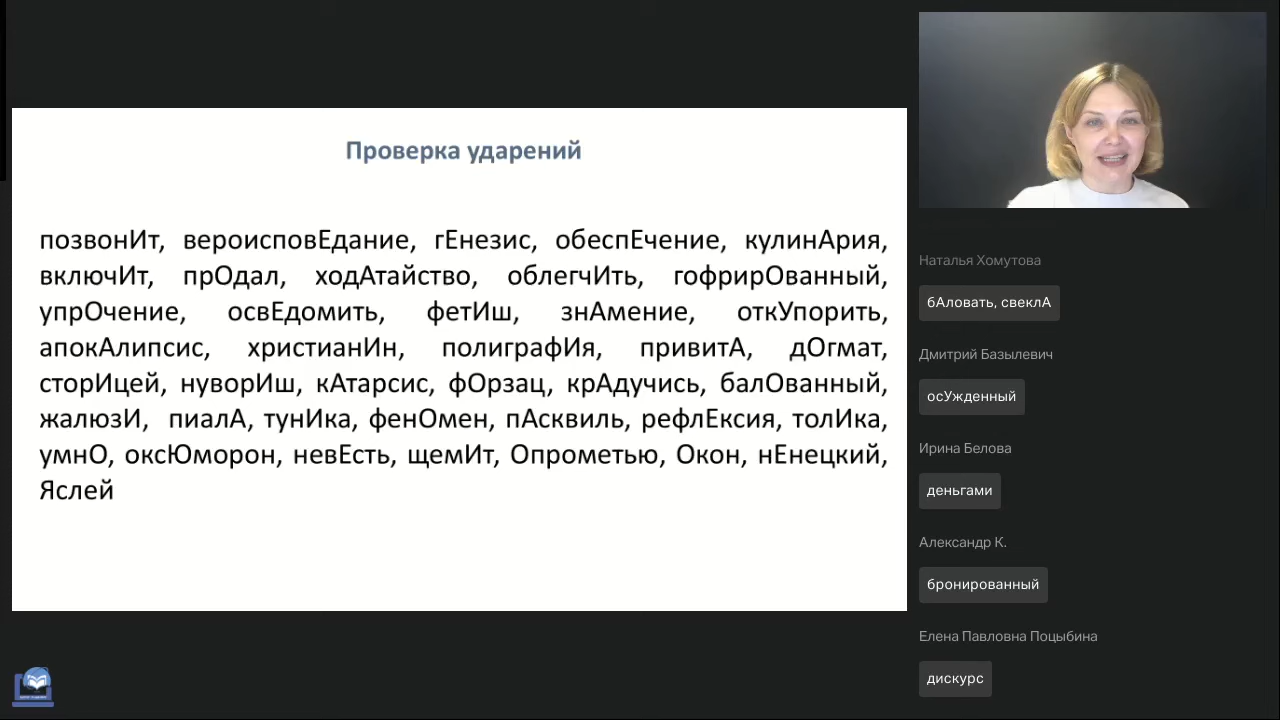 Проверка ударений
позвонИт, вероисповЕдание, гЕнезис, обеспЕчение, кулинАрия,
включИт, прОдал, ходАтайство, облегчИть, гофрирОванный,
упрОчение, освЕдомить, фетИш, знАмение, откУпорить,
апокАлипсис, христианИн, полиграфИя, привитА, дОгмат,
сторИцей, нуворИш, кАтарсис, фОрзац, крАдучись, балОванный,
жалюзИ, пиалА, тунИка, фенОмен, пАсквиль, рефлЕксия, толИка,
умнО, оксЮморон, невЕсть, щемИт, Опрометью, Окон, нЕнецкий,
Яслей
Наталья Хомутова
бАловать, свеклА
Дмитрий Базылевич
осУжденный
Ирина Белова
деньгами
Александр К.
бронированный
Елена Павловна Поцыбина
дискурс